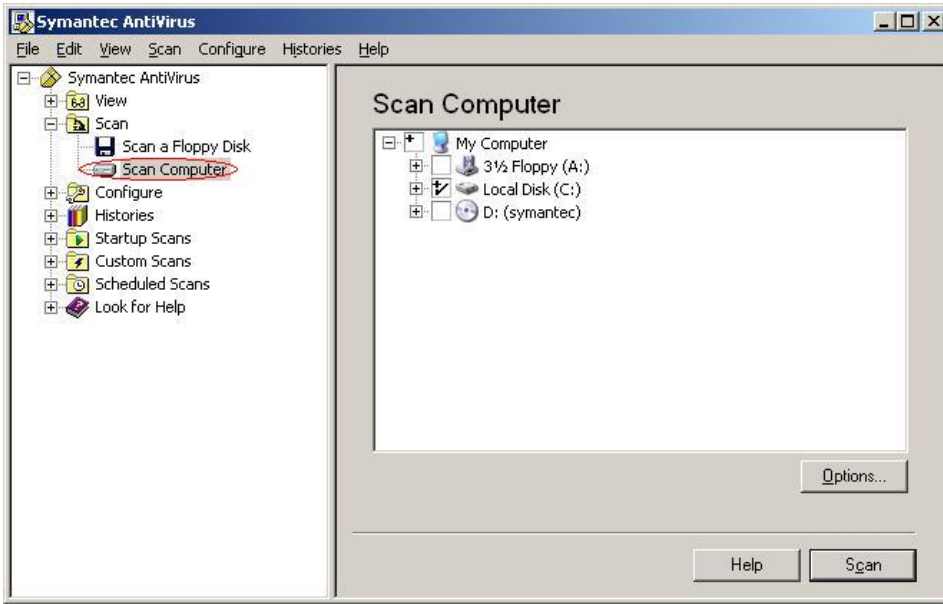 Symantec AntiVirus
File Edit View Scan Configure Histories Help
Symantec AntiVirus
View
Scan
Scan a Floppy Disk
Scan Computer
Configure
Histories
Startup Scans
Custom Scans
Scheduled Scans
Look for Help
Scan Computer
My Computer
3½ Floppy (A:)
Local Disk (C:)
D: (symantec)
Options...
Help
Scan